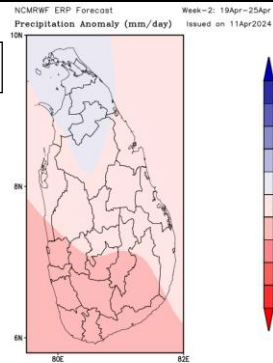 NCMRWF ERP Forecast Week-2: 19Apr-25Apr
Precipitation Anomaly (mm/day) Issued on 11Apr2024
10N
8N
6N
80E 82E